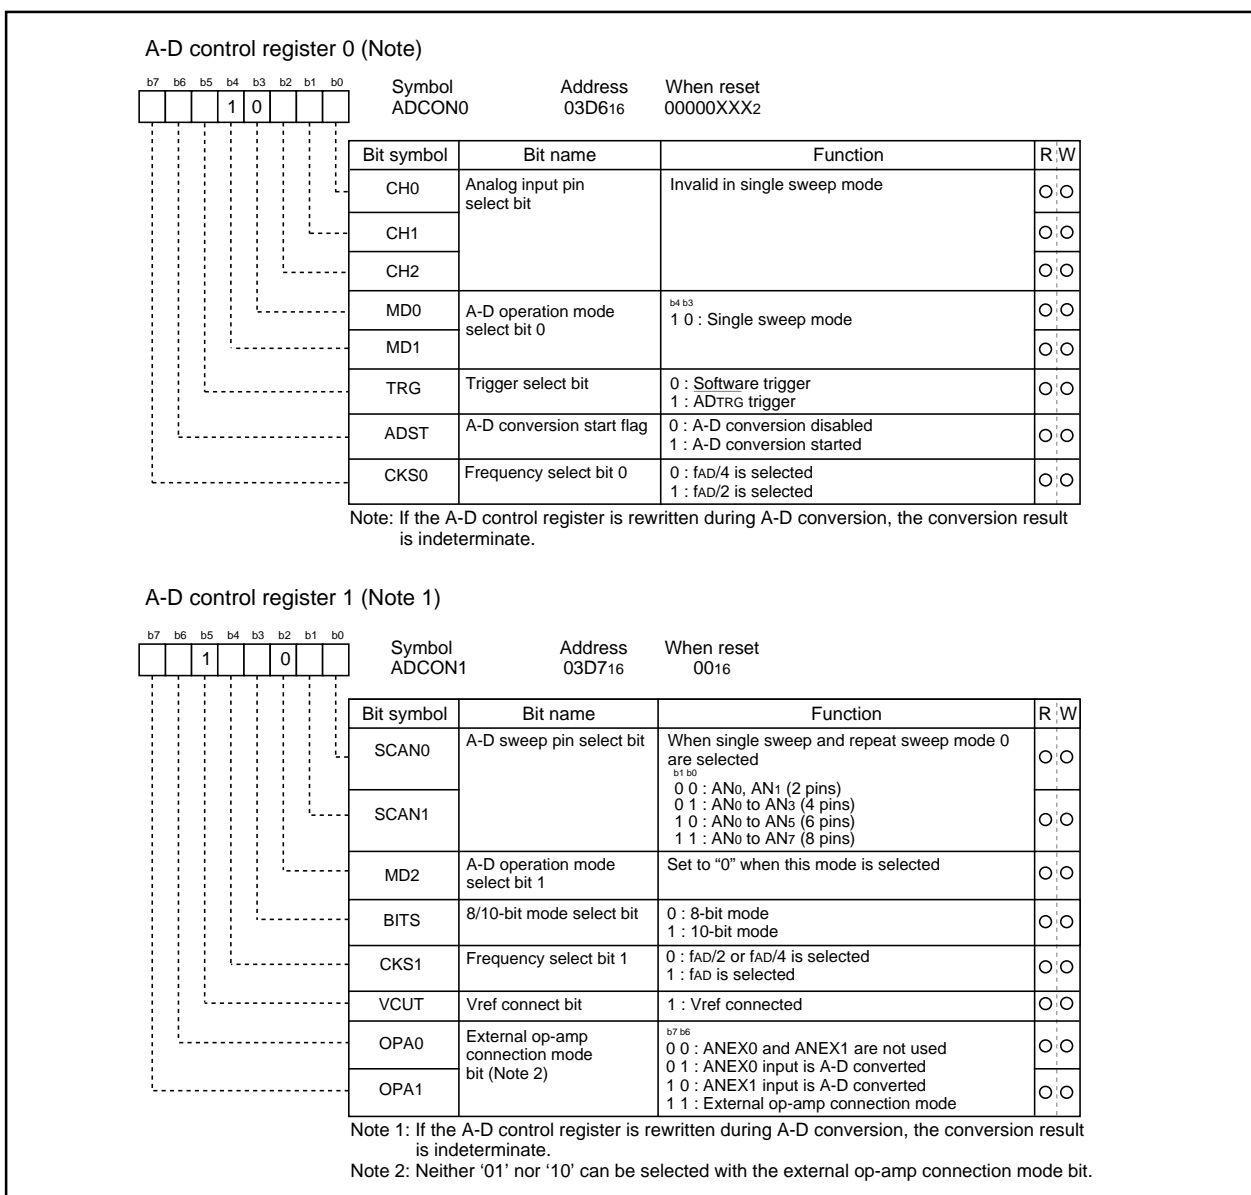 A-D control register 0 (Note)
b7 b6 b5 b4 b3 b2 b1 b0
1 0
Symbol Address When reset
ADCON0 03D616 00000XXX2
Bit symbol Bit name Function R W
CH0 Analog input pin select bit Invalid in single sweep mode
CH1
CH2
MD0 A-D operation mode select bit 0 b4 b3
1 0 : Single sweep mode
MD1
TRG Trigger select bit 0 : Software trigger
1 : ADTRG trigger
ADST A-D conversion start flag 0 : A-D conversion disabled
1 : A-D conversion started
CKS0 Frequency select bit 0 0 : fAD/4 is selected
1 : fAD/2 is selected
Note: If the A-D control register is rewritten during A-D conversion, the conversion result
is indeterminate.
A-D control register 1 (Note 1)
b7 b6 b5 b4 b3 b2 b1 b0
1 0
Symbol Address When reset
ADCON1 03D716 0016
Bit symbol Bit name Function R W
SCAN0 A-D sweep pin select bit When single sweep and repeat sweep mode 0
are selected
b1 b0
0 0 : AN0, AN1 (2 pins)
0 1 : AN0 to AN3 (4 pins)
SCAN1 1 0 : AN0 to AN5 (6 pins)
1 1 : AN0 to AN7 (8 pins)
MD2 A-D operation mode select bit 1 Set to “0” when this mode is selected
BITS 8/10-bit mode select bit 0 : 8-bit mode
1 : 10-bit mode
CKS1 Frequency select bit 1 0 : fAD/2 or fAD/4 is selected
1 : fAD is selected
VCUT Vref connect bit 1 : Vref connected
OPA0 External op-amp connection mode bit (Note 2) b7 b6
0 0 : ANEX0 and ANEX1 are not used
0 1 : ANEX0 input is A-D converted
OPA1 1 0 : ANEX1 input is A-D converted
1 1 : External op-amp connection mode
Note 1: If the A-D control register is rewritten during A-D conversion, the conversion result
is indeterminate.
Note 2: Neither ‘01’ nor ‘10’ can be selected with the external op-amp connection mode bit.